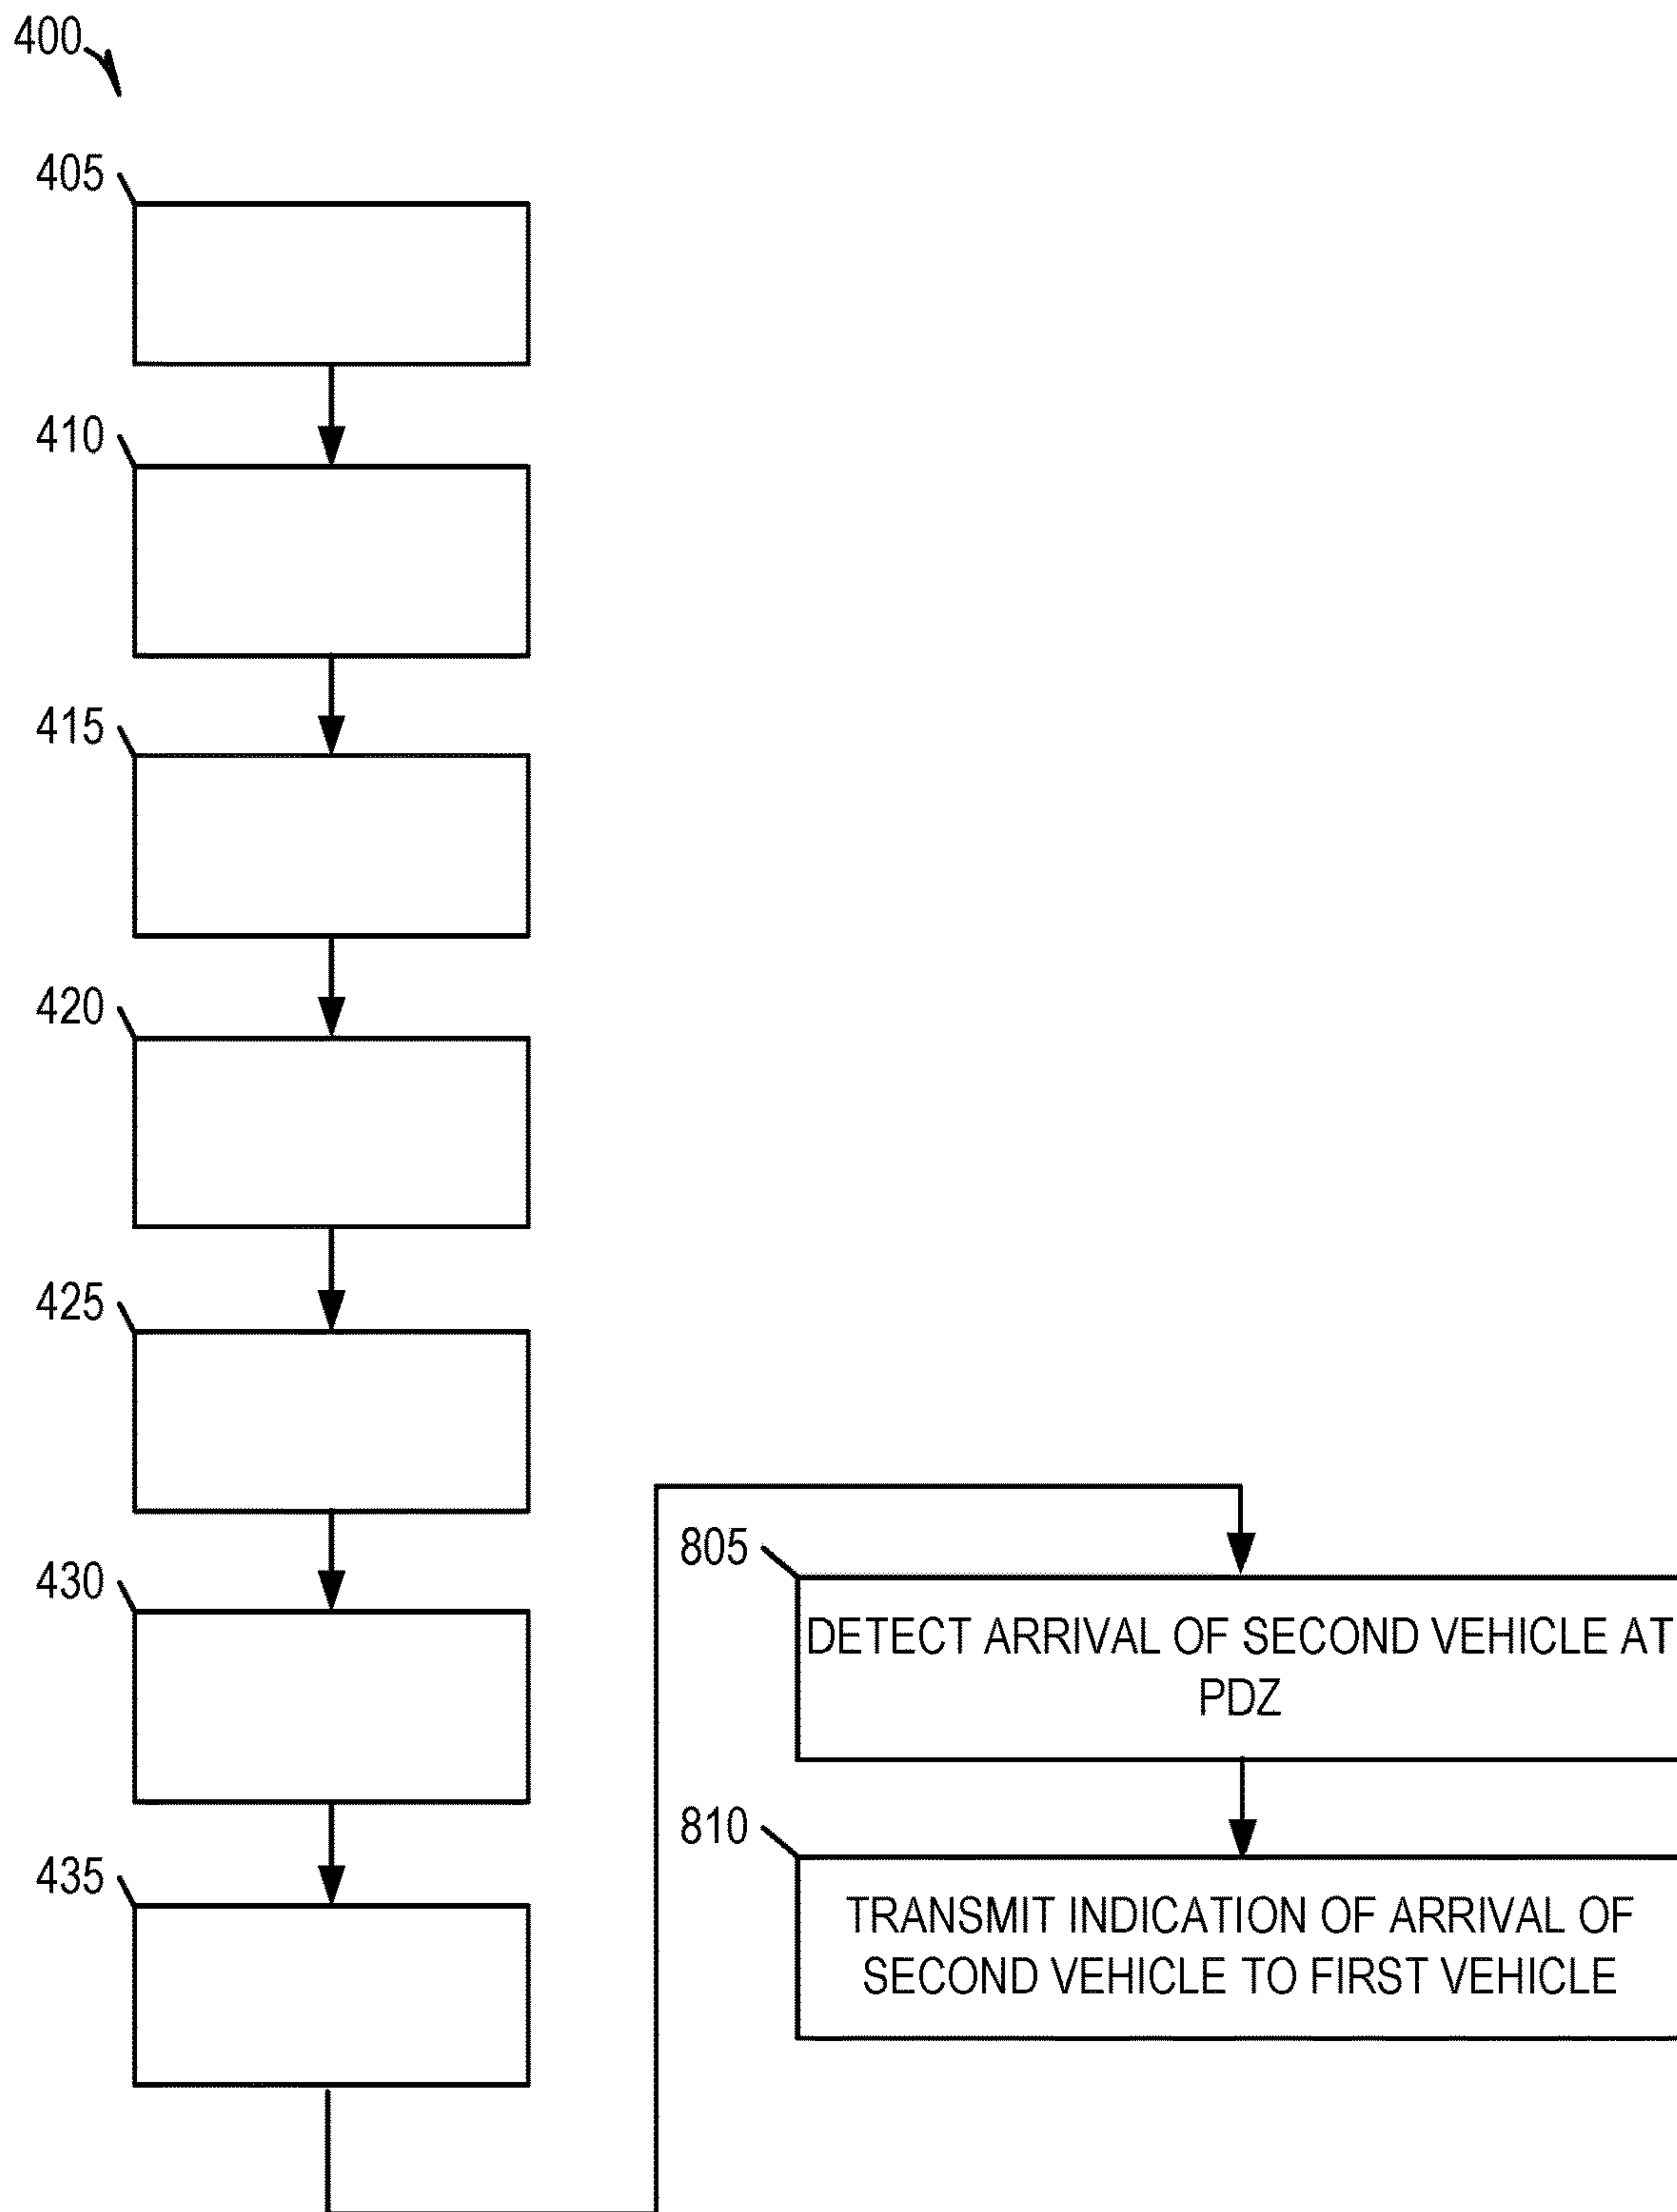 400
405
410
415
420
425
430
435
805
DETECT ARRIVAL OF SECOND VEHICLE AT
PDZ
810
TRANSMIT INDICATION OF ARRIVAL OF
SECOND VEHICLE TO FIRST VEHICLE